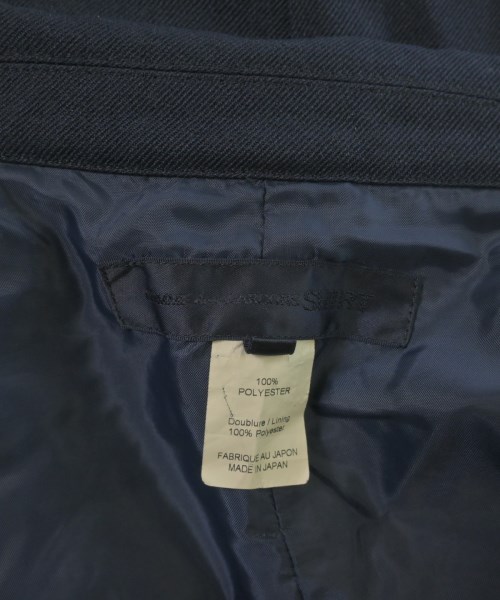 100%
POLYESTER
Doublure / Lining
100% Polyester
FABRIQUE AU JAPON
MADE IN JAPAN